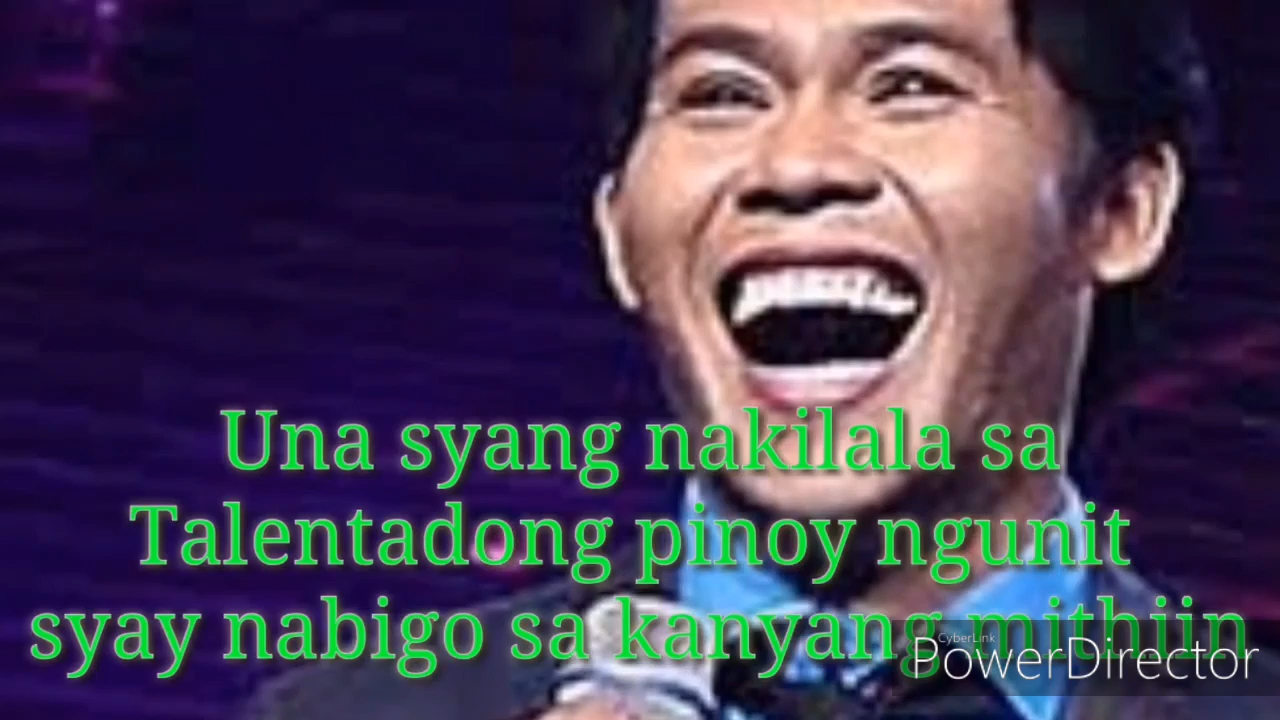 Una syang nakilala sa
Talentadong pinoy ngunit
syay nabigo sa kanyang mithiin
CyberLink
PowerDirector